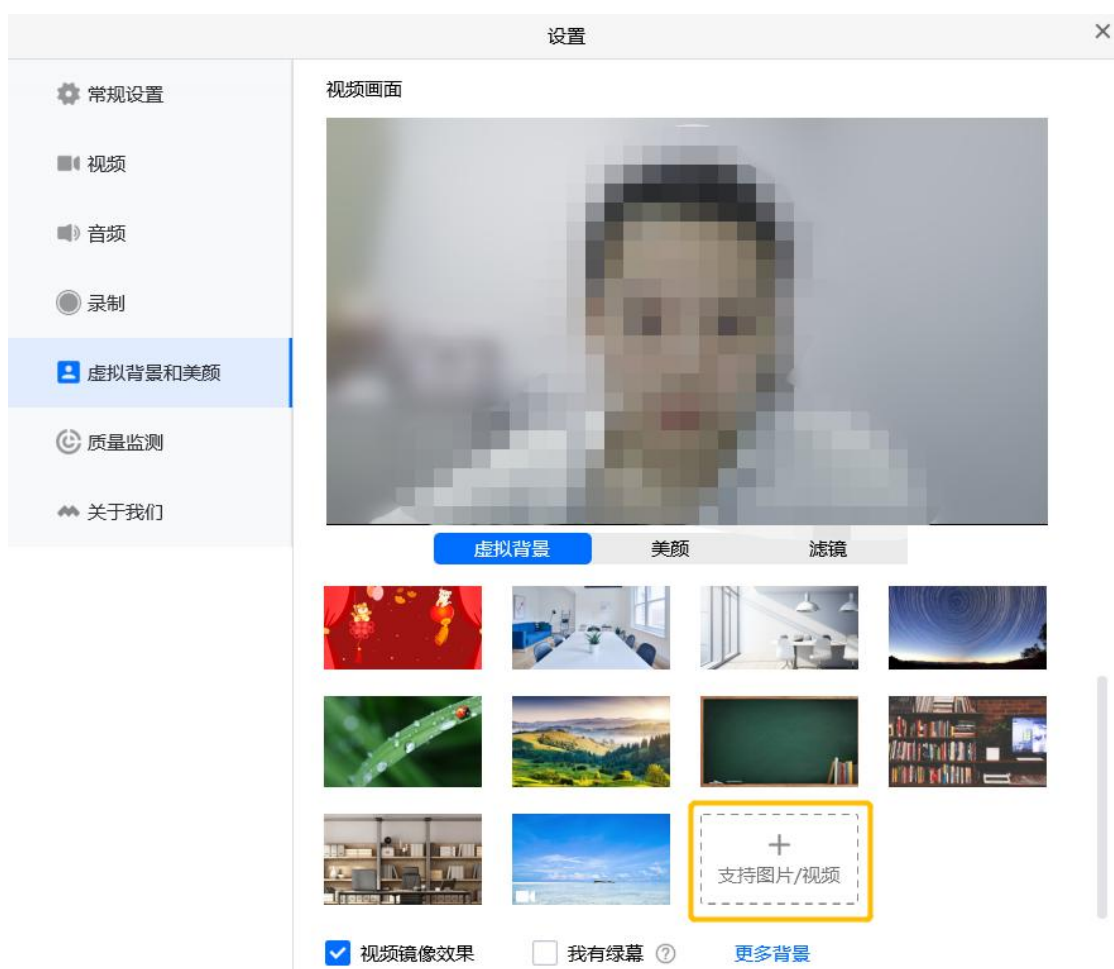 设置
常规设置
视频
音频
录制
虚拟背景和美颜
质量监测
关于我们
视频画面
虚拟背景 美颜 滤镜
支持图片/视频
视频镜像效果 我有绿幕 更多背景